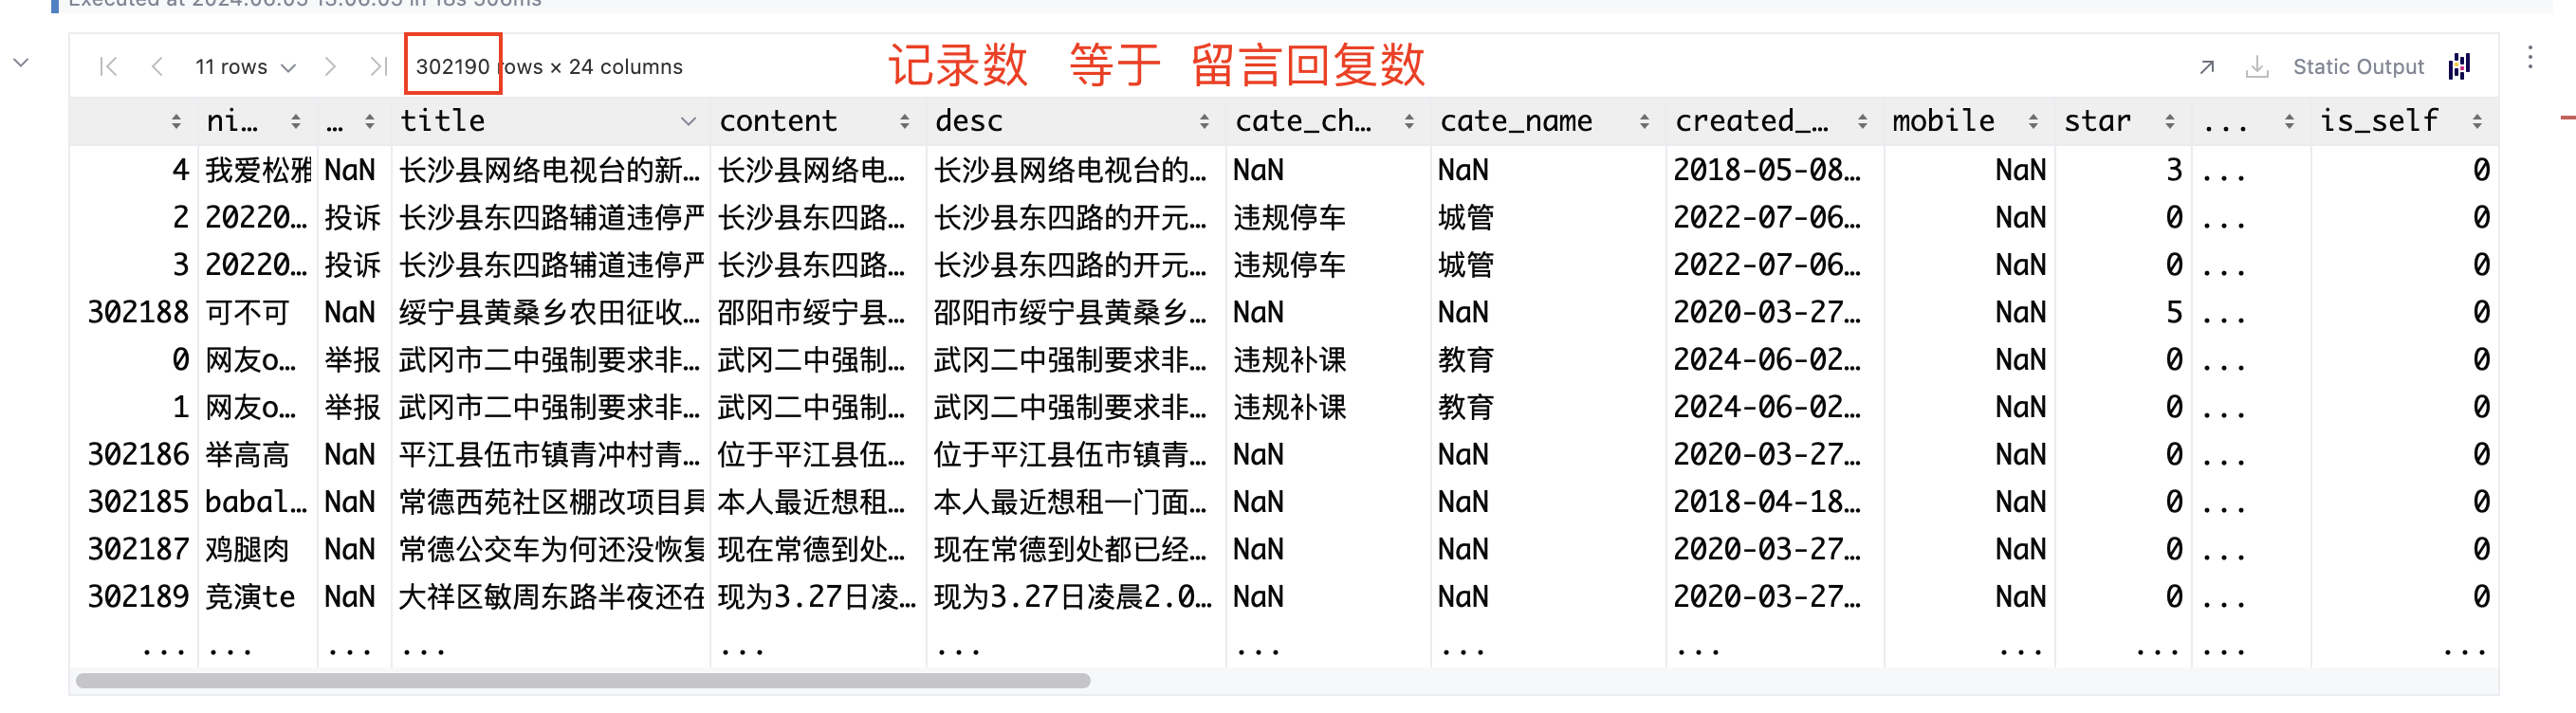 Executed at 2024.06.05 13:06:05 in 18s 506ms
11 rows 302190 rows × 24 columns 记录数 等于 留言回复数 Static Output
ni… … title content desc cate_ch… cate_name created_… mobile star ... is_self
4 我爱松雅 NaN 长沙县网络电视台的新… 长沙县网络电… 长沙县网络电视台的… NaN NaN 2018-05-08… NaN 3 ... 0
2 20220… 投诉 长沙县东四路辅道违停严 长沙县东四路… 长沙县东四路的开元… 违规停车 城管 2022-07-06… NaN 0 ... 0
3 20220… 投诉 长沙县东四路辅道违停严 长沙县东四路… 长沙县东四路的开元… 违规停车 城管 2022-07-06… NaN 0 ... 0
302188 可不可 NaN 绥宁县黄桑乡农田征收… 邵阳市绥宁县… 邵阳市绥宁县黄桑乡… NaN NaN 2020-03-27… NaN 5 ... 0
0 网友o… 举报 武冈市二中强制要求非… 武冈二中强制… 武冈二中强制要求非… 违规补课 教育 2024-06-02… NaN 0 ... 0
1 网友o… 举报 武冈市二中强制要求非… 武冈二中强制… 武冈二中强制要求非… 违规补课 教育 2024-06-02… NaN 0 ... 0
302186 举高高 NaN 平江县伍市镇青冲村青… 位于平江县伍… 位于平江县伍市镇青… NaN NaN 2020-03-27… NaN 0 ... 0
302185 babal… NaN 常德西苑社区棚改项目具 本人最近想租… 本人最近想租一门面… NaN NaN 2018-04-18… NaN 0 ... 0
302187 鸡腿肉 NaN 常德公交车为何还没恢复 现在常德到处… 现在常德到处都已经… NaN NaN 2020-03-27… NaN 0 ... 0
302189 竞演te NaN 大祥区敏周东路半夜还在 现为3.27日凌… 现为3.27日凌晨2.0… NaN NaN 2020-03-27… NaN 0 ... 0
... ... ... ... ... ... ... ... ... ... ... ... ...